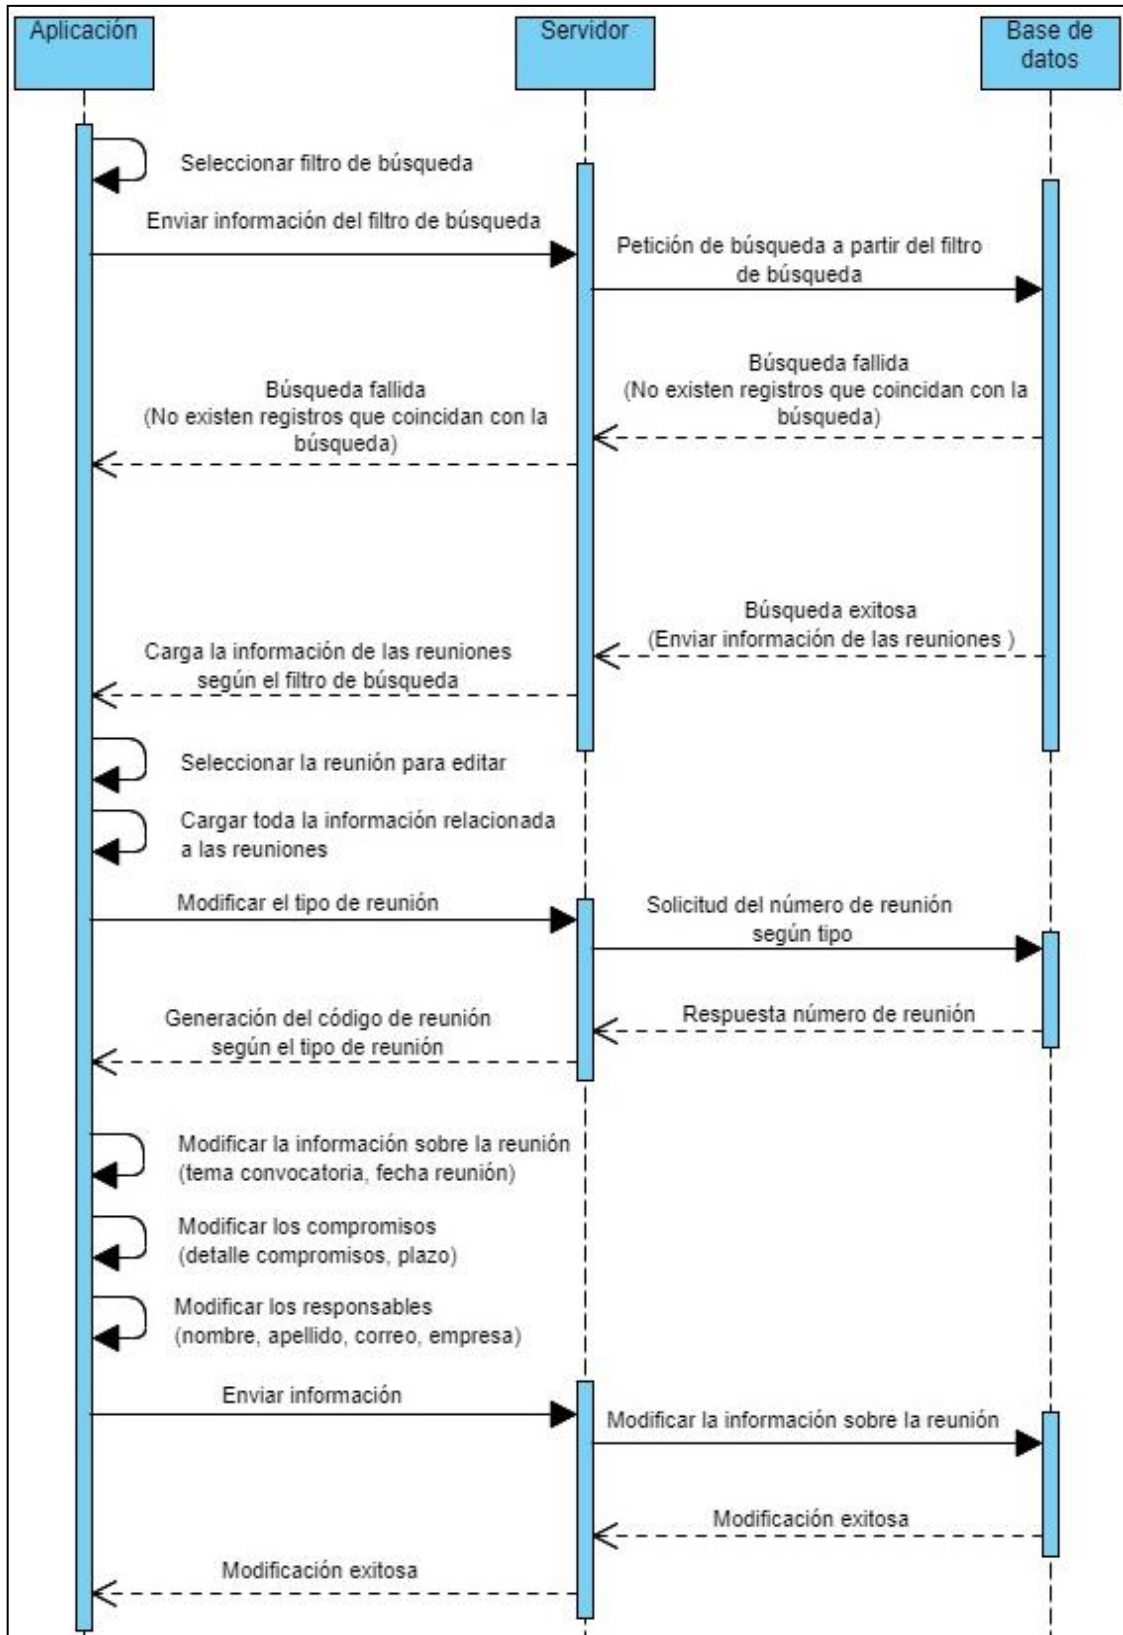 Aplicación
Servidor
Base de
datos
Seleccionar filtro de búsqueda
Enviar información del filtro de búsqueda
Petición de búsqueda a partir del filtro
de búsqueda
Búsqueda fallida
(No existen registros que coincidan con la
búsqueda)
Búsqueda fallida
(No existen registros que coincidan con la
búsqueda)
Búsqueda exitosa
(Enviar información de las reuniones )
Carga la información de las reuniones
según el filtro de búsqueda
Seleccionar la reunión para editar
Cargar toda la información relacionada
a las reuniones
Modificar el tipo de reunión
Solicitud del número de reunión
según tipo
Respuesta número de reunión
Generación del código de reunión
según el tipo de reunión
Modificar la información sobre la reunión
(tema convocatoria, fecha reunión)
Modificar los compromisos
(detalle compromisos, plazo)
Modificar los responsables
(nombre, apellido, correo, empresa)
Enviar información
Modificar la información sobre la reunión
Modificación exitosa
Modificación exitosa